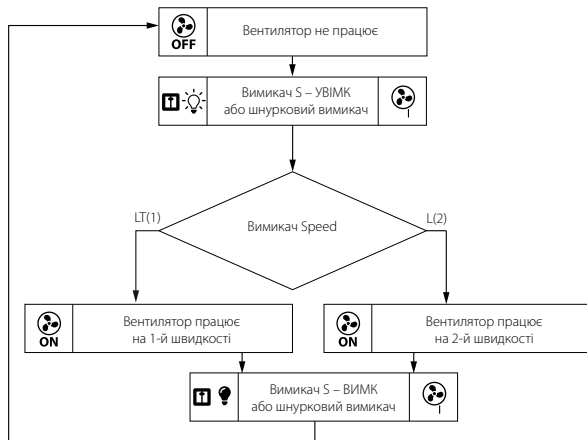 OFF
Вентилятор не працює
Вимикач S – УВІМК
або шнурковий вимикач
LT(1)
Вимикач Speed
L(2)
ON
Вентилятор працює
на 1-й швидкості
ON
Вентилятор працює
на 2-й швидкості
Вимикач S – ВИМК
або шнурковий вимикач